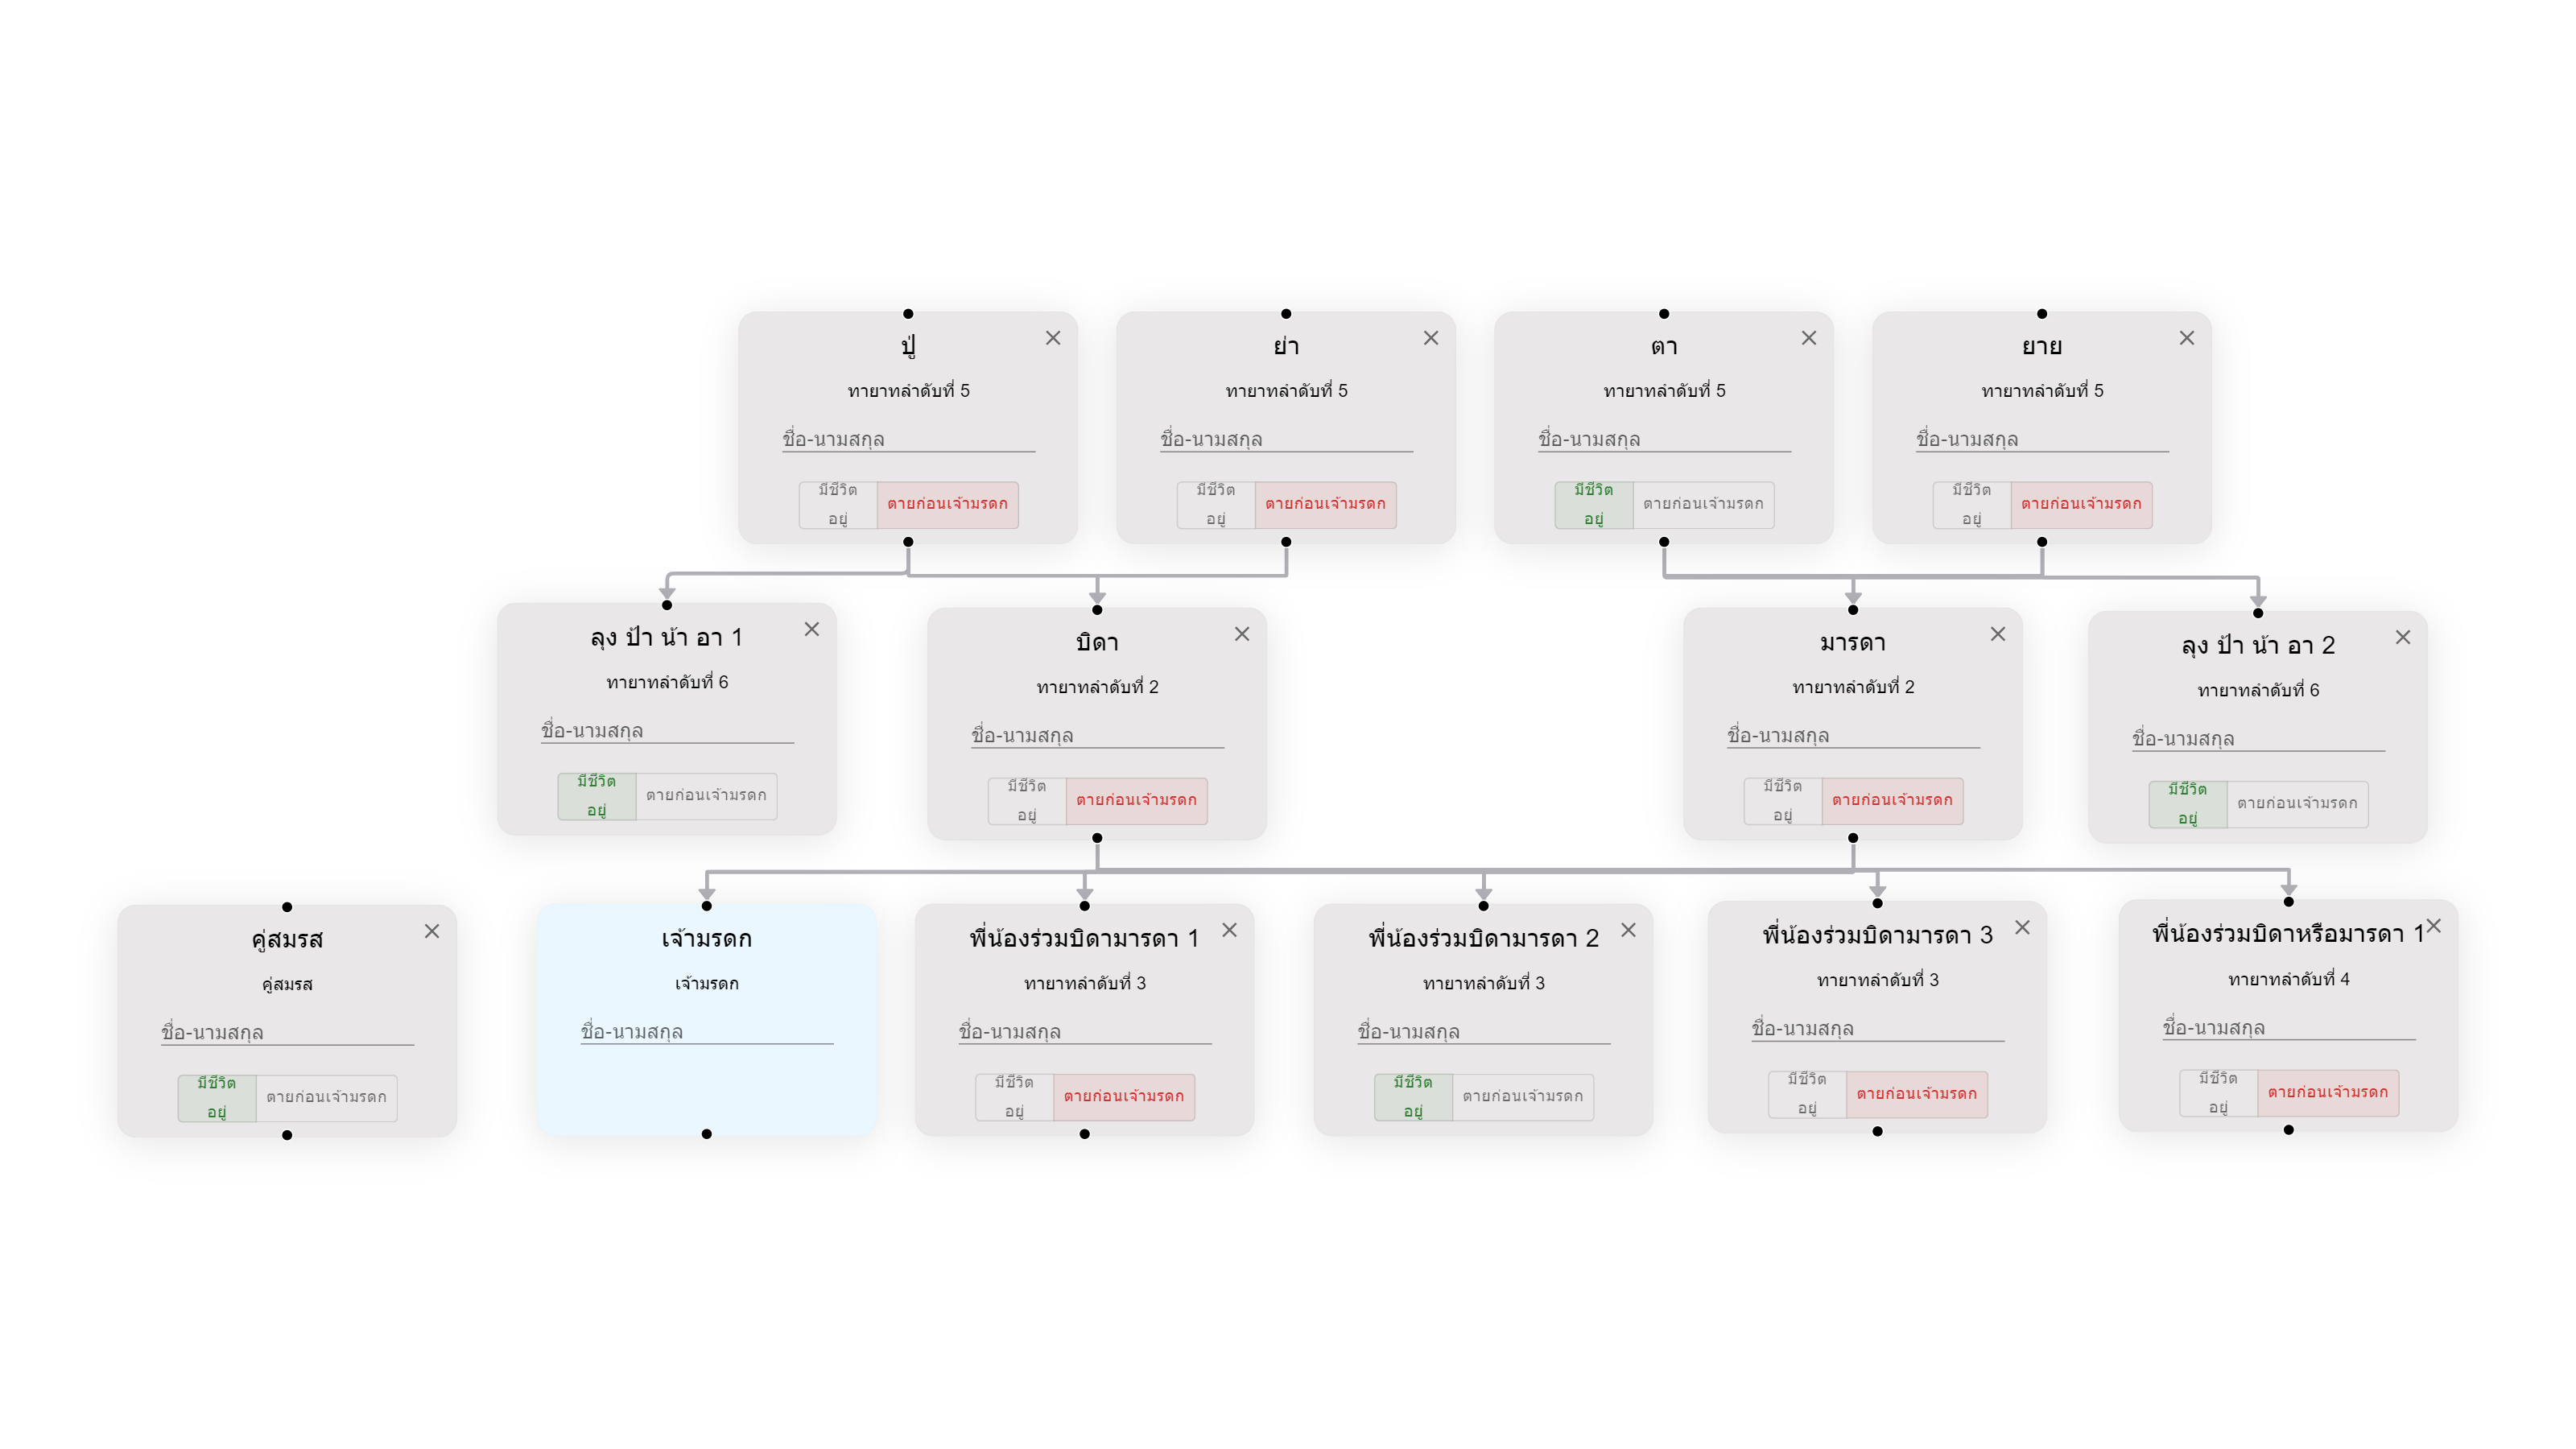 ปู่
ทายาทลำดับที่ 5
ชื่อ-นามสกุล
มีชีวิต
อยู่
ตายก่อนเจ้ามรดก
ย่า
ทายาทลำดับที่ 5
ชื่อ-นามสกุล
มีชีวิต
อยู่
ตายก่อนเจ้ามรดก
ตา
ทายาทลำดับที่ 5
ชื่อ-นามสกุล
มีชีวิต
อยู่
ตายก่อนเจ้ามรดก
ยาย
ทายาทลำดับที่ 5
ชื่อ-นามสกุล
มีชีวิต
อยู่
ตายก่อนเจ้ามรดก
ลุง ป้า น้า อา 1
ทายาทลำดับที่ 6
ชื่อ-นามสกุล
มีชีวิต
อยู่
ตายก่อนเจ้ามรดก
บิดา
ทายาทลำดับที่ 2
ชื่อ-นามสกุล
มีชีวิต
อยู่
ตายก่อนเจ้ามรดก
มารดา
ทายาทลำดับที่ 2
ชื่อ-นามสกุล
มีชีวิต
อยู่
ตายก่อนเจ้ามรดก
ลุง ป้า น้า อา 2
ทายาทลำดับที่ 6
ชื่อ-นามสกุล
มีชีวิต
อยู่
ตายก่อนเจ้ามรดก
คู่สมรส
คู่สมรส
ชื่อ-นามสกุล
มีชีวิต
อยู่
ตายก่อนเจ้ามรดก
เจ้ามรดก
เจ้ามรดก
ชื่อ-นามสกุล
พี่น้องร่วมบิดามารดา 1
ทายาทลำดับที่ 3
ชื่อ-นามสกุล
มีชีวิต
อยู่
ตายก่อนเจ้ามรดก
พี่น้องร่วมบิดามารดา 2
ทายาทลำดับที่ 3
ชื่อ-นามสกุล
มีชีวิต
อยู่
ตายก่อนเจ้ามรดก
พี่น้องร่วมบิดามารดา 3
ทายาทลำดับที่ 3
ชื่อ-นามสกุล
มีชีวิต
อยู่
ตายก่อนเจ้ามรดก
พี่น้องร่วมบิดาหรือมารดา 1
ทายาทลำดับที่ 4
ชื่อ-นามสกุล
มีชีวิต
อยู่
ตายก่อนเจ้ามรดก